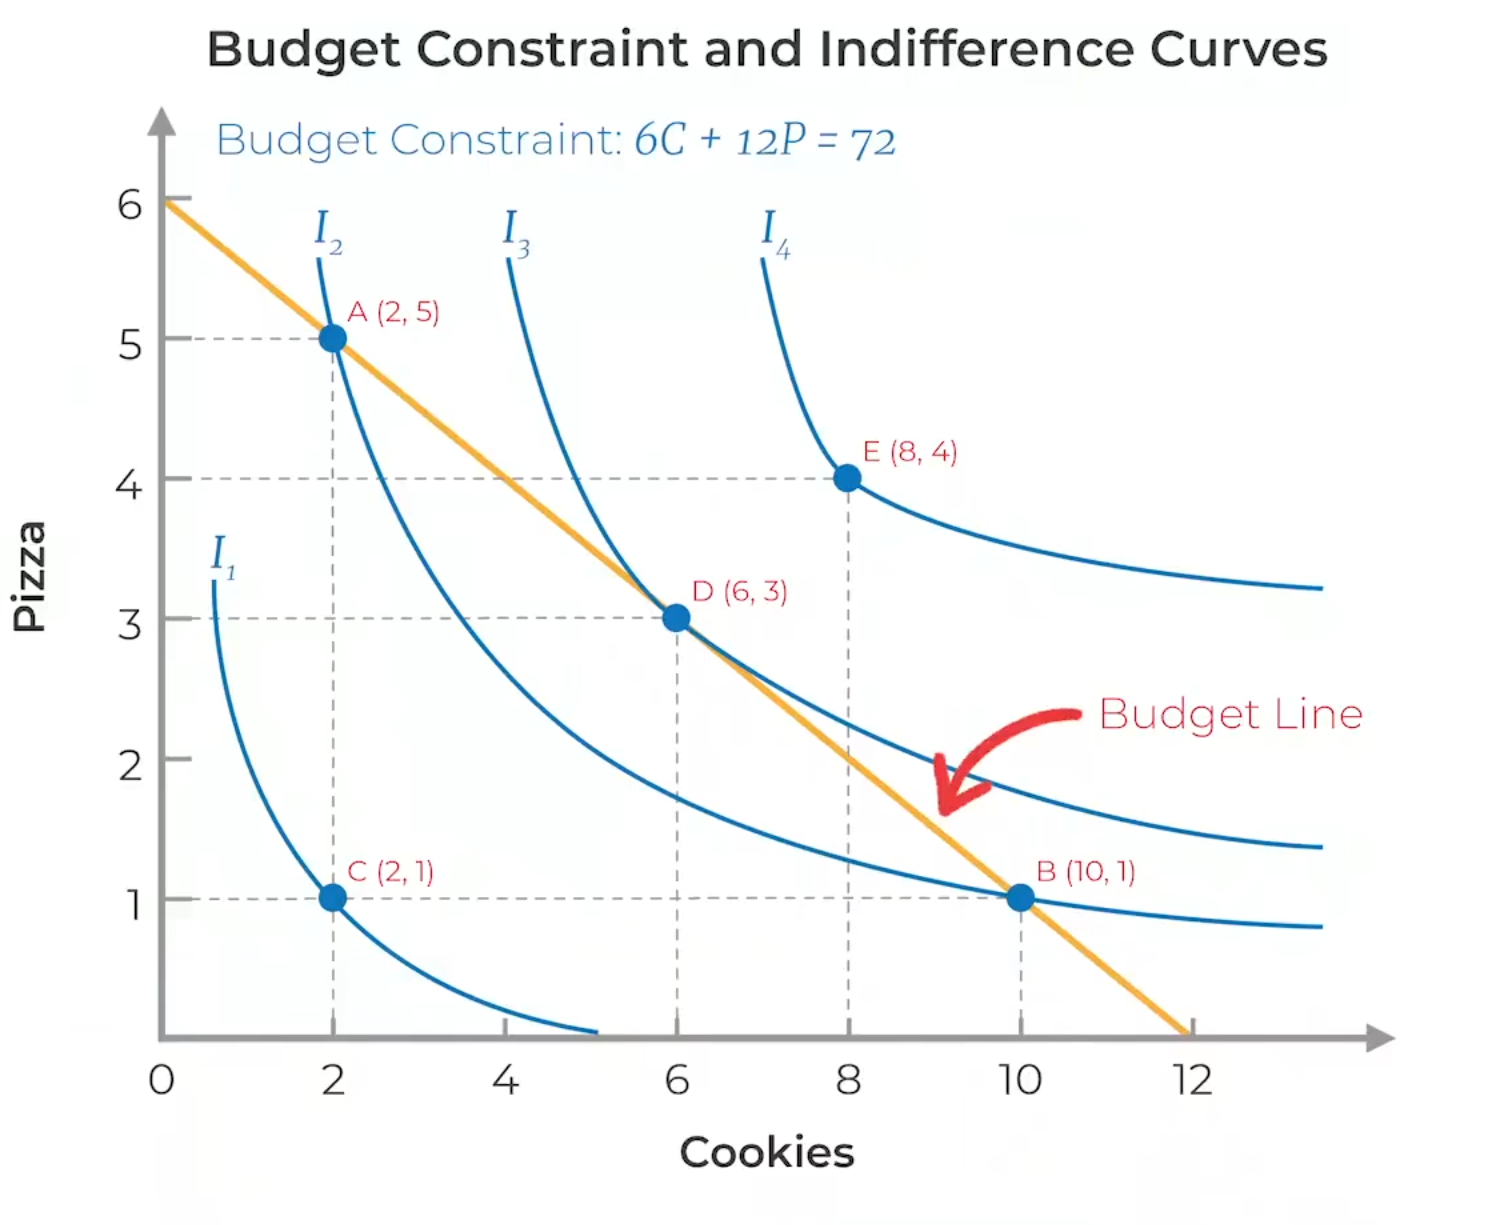 Budget Constraint and Indifference Curves
Budget Constraint: 6C + 12P = 72
6
I₂
I₃
I₄
A (2, 5)
5
E (8, 4)
4
I₁
Pizza
D (6, 3)
3
Budget Line
2
C (2, 1)
B (10, 1)
1
0 2 4 6 8 10 12
Cookies